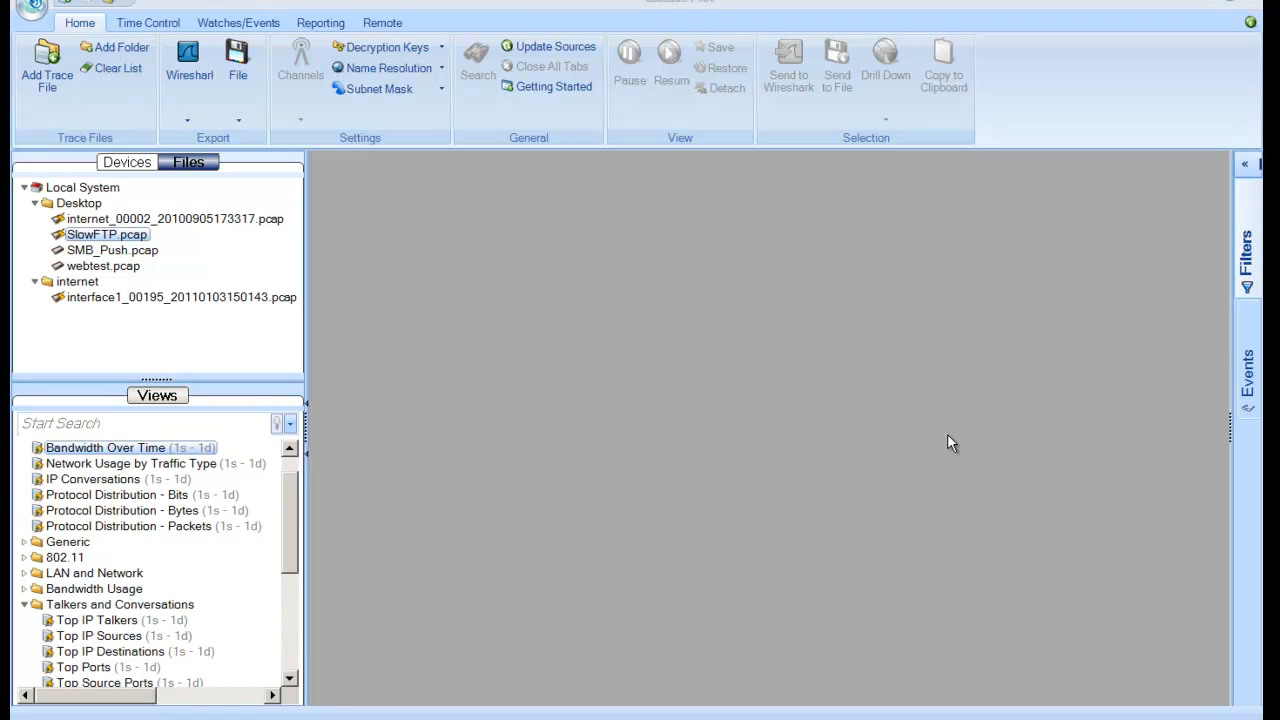 Home Time Control Watches/Events Reporting Remote
Add Trace File
Add Folder
Clear List
Trace Files
Wireshark
File
Export
Channels
Decryption Keys
Name Resolution
Subnet Mask
Settings
Search
Update Sources
Close All Tabs
Getting Started
General
Pause
Resum
Save
Restore
Detach
View
Send to Wireshark
Send to File
Drill Down
Copy to Clipboard
Selection
Devices Files
Local System
Desktop
internet_00002_20100905173317.pcap
SlowFTP.pcap
SMB_Push.pcap
webtest.pcap
internet
interface1_00195_20110103150143.pcap
Views
Start Search
Bandwidth Over Time (1s - 1d)
Network Usage by Traffic Type (1s - 1d)
IP Conversations (1s - 1d)
Protocol Distribution - Bits (1s - 1d)
Protocol Distribution - Bytes (1s - 1d)
Protocol Distribution - Packets (1s - 1d)
Generic
802.11
LAN and Network
Bandwidth Usage
Talkers and Conversations
Top IP Talkers (1s - 1d)
Top IP Sources (1s - 1d)
Top IP Destinations (1s - 1d)
Top Ports (1s - 1d)
Top Source Ports (1s - 1d)
«
Filters
Events